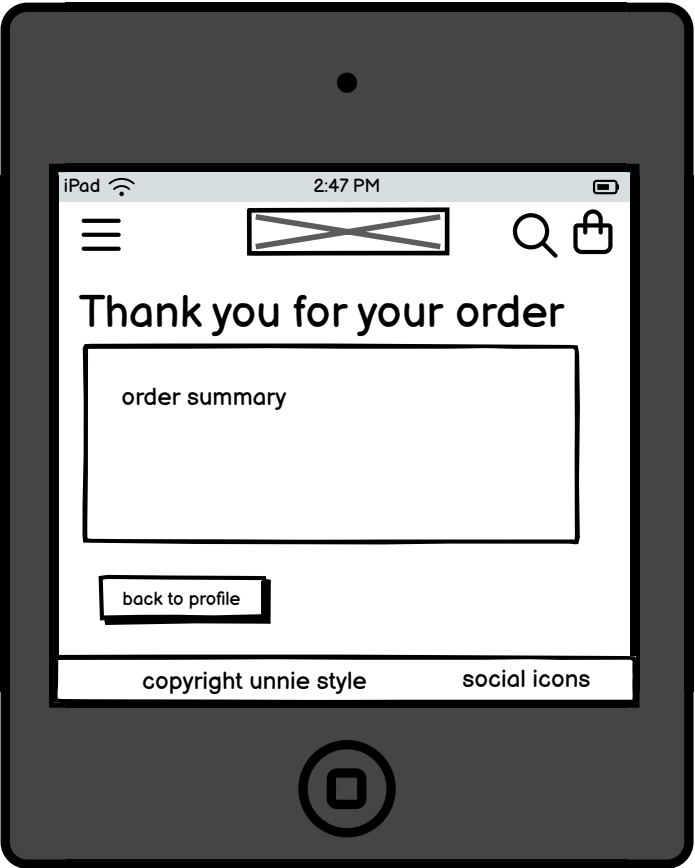 iPad 2:47 PM
Thank you for your order
order summary
back to profile
copyright unnie style social icons